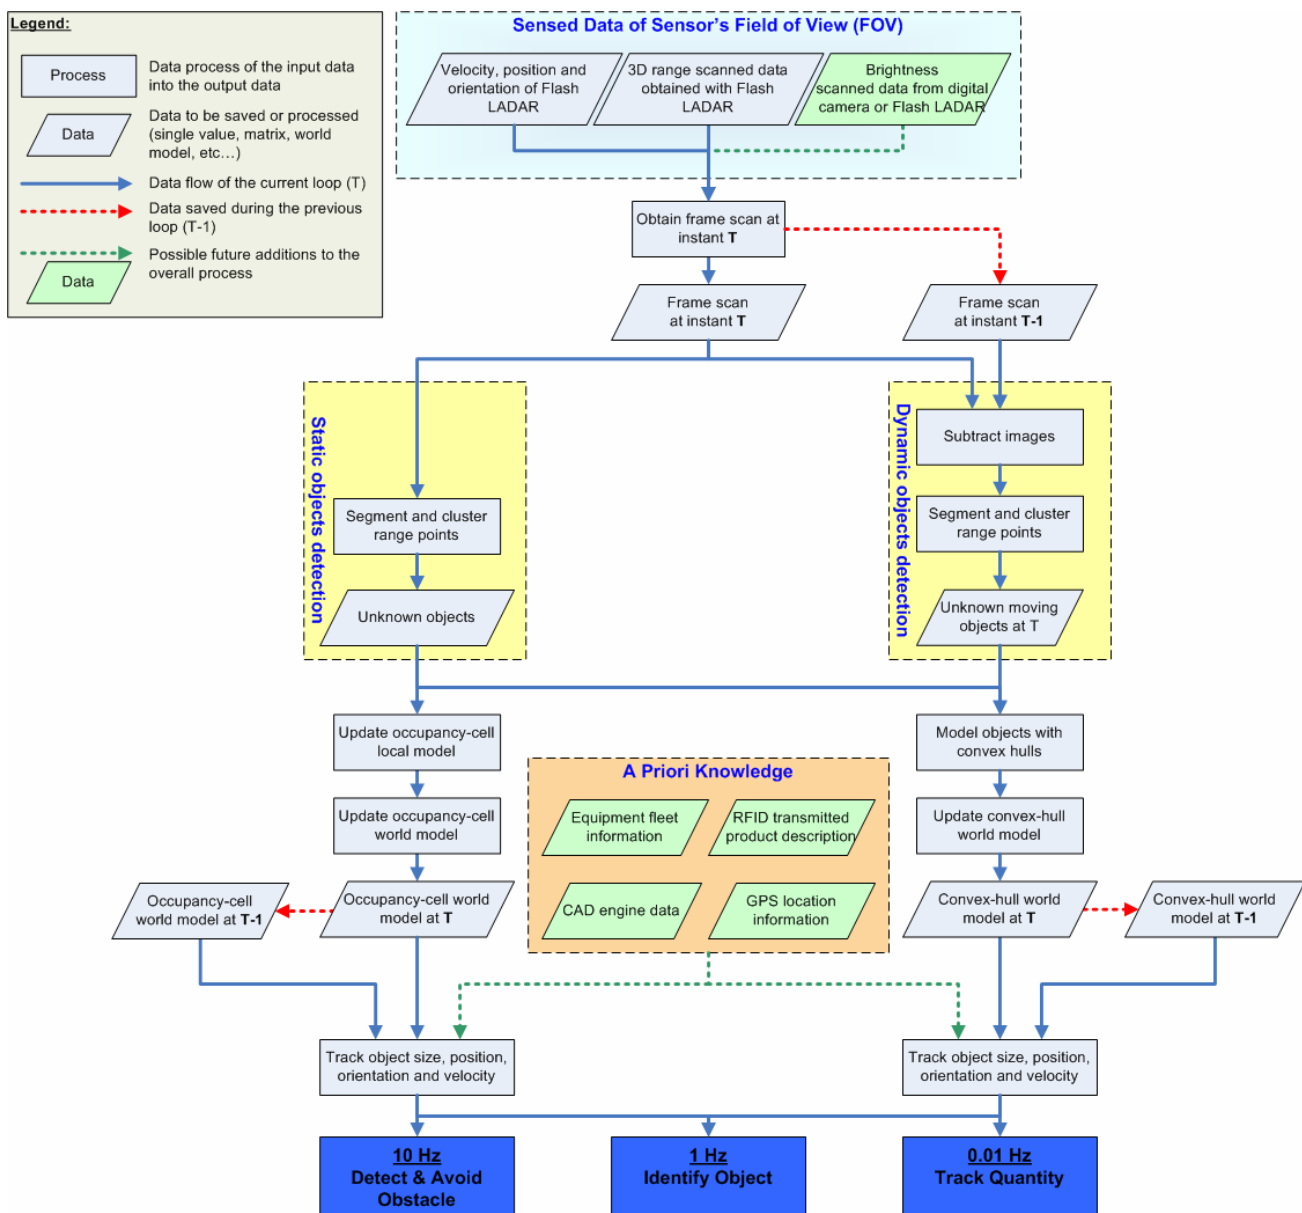 Legend:
Process
Data process of the input data
into the output data
Data
Data to be saved or processed
(single value, matrix, world
model, etc…)
Data flow of the current loop (T)
Data saved during the previous
loop (T-1)
Possible future additions to the
overall process
Data
Sensed Data of Sensor's Field of View (FOV)
Velocity, position and
orientation of Flash
LADAR
3D range scanned data
obtained with Flash
LADAR
Brightness
scanned data from digital
camera or Flash LADAR
Obtain frame scan at
instant T
Frame scan
at instant T
Frame scan
at instant T-1
Static objects detection
Segment and cluster
range points
Unknown objects
Dynamic objects detection
Subtract images
Segment and cluster
range points
Unknown moving
objects at T
Update occupancy-cell
local model
Update occupancy-cell
world model
Occupancy-cell world
model at T
Occupancy-cell
world model at T-1
A Priori Knowledge
Equipment fleet
information
RFID transmitted
product description
CAD engine data
GPS location
information
Model objects with
convex hulls
Update convex-hull
world model
Convex-hull world
model at T
Convex-hull world
model at T-1
Track object size, position,
orientation and velocity
Track object size, position,
orientation and velocity
10 Hz
Detect & Avoid
Obstacle
1 Hz
Identify Object
0.01 Hz
Track Quantity